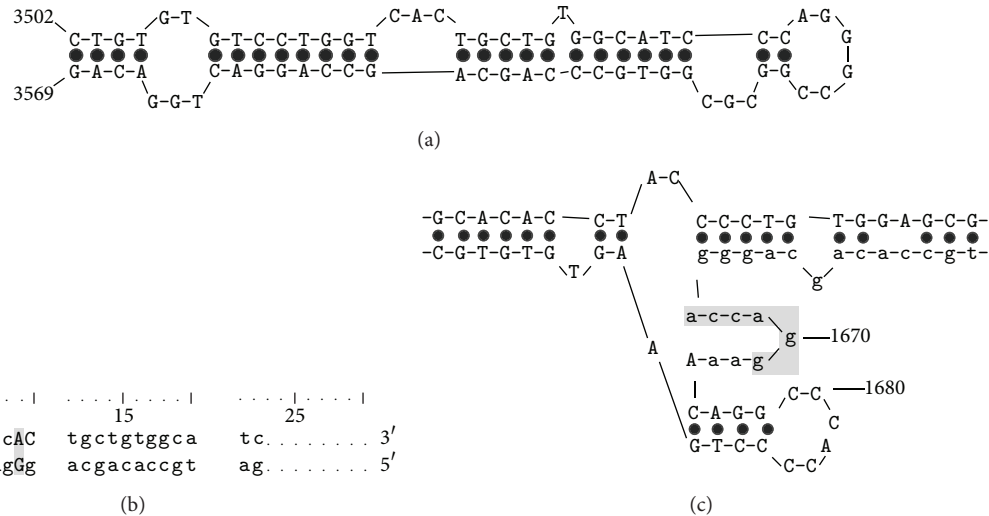 C–A–C T A–G
3502 G–T
C–T–G–T G–T–C–C–T–G–G–T T–G–C–T–G G–G–C–A–T–C C–C G
G–A–C–A C–A–G–G–A–C–C–G A–C–G–A–C–C–C–G–T–G–G G–G G
3569 G–G–T C–G–C C–C
(a)
A–C
–G–C–A–C–A–C C–T C–C–C–T–G T–G–G–A–G–C–G–
–C–G–T–G–T–G T G–A g–g–g–a–c g a–c–a–c–c–g–t–
a–c–c–a g 1670
A A–a–a–g
C–A–G–G C–C 1680
C
G–T–C–C C–C A
(c)
15 25
cAC tgctgtggca tc........ 3′
gGg acgacaccgt ag........ 5′
(b)